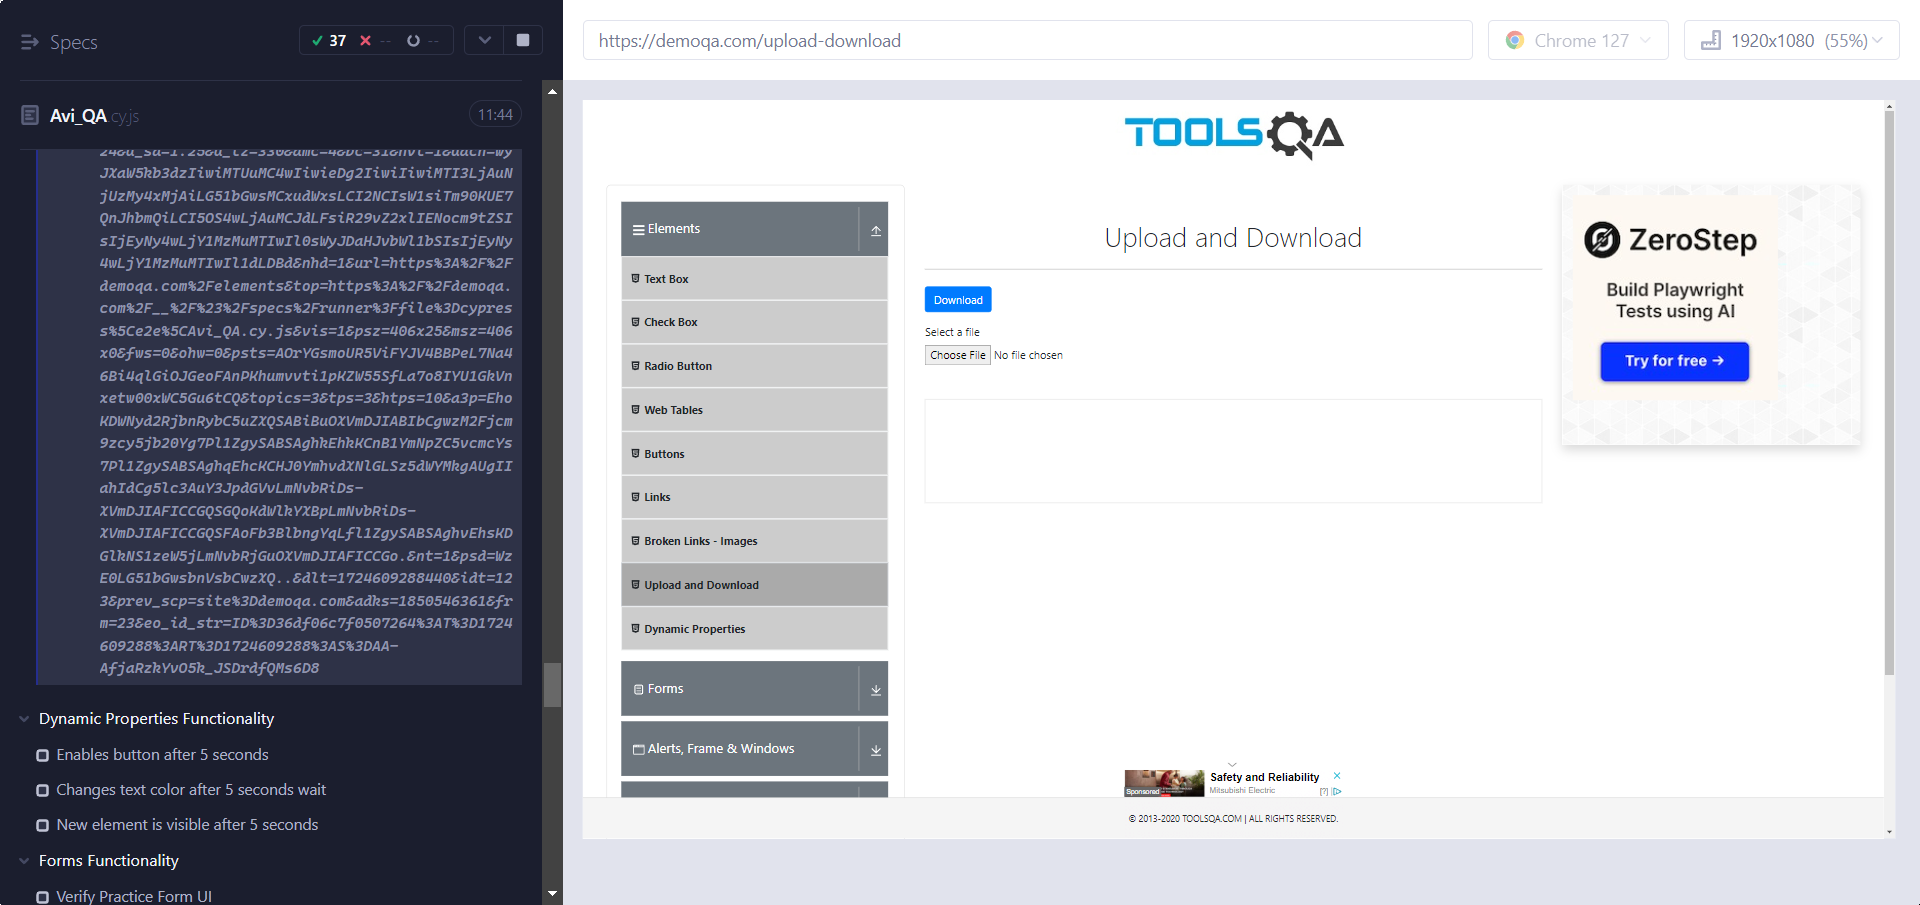 Specs
37
--
--
Avi_QA.cy.js
11:44
JXaW5kb3dzIiwiMTUuMC4wIiwieDg2IiwiIiwiMTI3LjAuN
jUzMy4xMjAiLG51bGwsMCxudWxsLCI2NCIsW1siTm90KUE7
QnJhbmQiLCI5OS4wLjAuMCJdLFsiR29vZ2xlIENocm9tZSI
sIjEyNy4wLjY1MzMuMTIwIl0sWyJDaHJvbWl1bSIsIjEyNy
4wLjY1MzMuMTIwIl1dLDBd&nhd=1&url=https%3A%2F%2F
demoqa.com%2Felements&top=https%3A%2F%2Fdemoqa.
com%2F__%2F%23%2Fspecs%2Frunner%3Ffile%3Dcypres
s%5Ce2e%5CAvi_QA.cy.js&vis=1&psz=406x25&msz=406
x0&fws=0&ohw=0&psts=AOrYGsmoUR5ViFYJV4BBPeL7Na4
6Bi4qlGiOJGeoFAnPKhumvvti1pKZW55SfLa7o8IYU1GkVn
xetw00xWC5Gu6tCQ&topics=3&tps=3&htps=10&a3p=Eho
KDWNyd2RjbnRybC5uZXQSABiBuOXVmDJIABIbCgwzM2Fjcm
9zcy5jb20Yg7Pl1ZgySABSAghkEhkKCnB1YmNpZC5vcmcYs
7Pl1ZgySABSAghqEhcKCHJ0YmhvdXNlGLSz5dWYMkgAUgII
ahIdCg5lc3AuY3JpdGVvLmNvbRiDs-
XVmDJIAFICCGQSGQoKdWlkYXBpLmNvbRiDs-
XVmDJIAFICCGQSFAoFb3BlbngYqLfl1ZgySABSAghvEhsKD
GlkNS1zeW5jLmNvbRjGuOXVmDJIAFICCGo.&nt=1&psd=Wz
E0LG51bGwsbnVsbCwzXQ..&dlt=1724609288440&idt=12
3&prev_scp=site%3Ddemoqa.com&adks=1850546361&fr
m=23&eo_id_str=ID%3D36df06c7f0507264%3AT%3D1724
609288%3ART%3D1724609288%3AS%3DAA-
AfjaRzkYvO5k_JSDrdfQMs6D8
Dynamic Properties Functionality
Enables button after 5 seconds
Changes text color after 5 seconds wait
New element is visible after 5 seconds
Forms Functionality
Verify Practice Form UI
https://demoqa.com/upload-download
Chrome 127
1920x1080 (55%)
TOOLSQA
Elements
Text Box
Check Box
Radio Button
Web Tables
Buttons
Links
Broken Links - Images
Upload and Download
Dynamic Properties
Forms
Alerts, Frame & Windows
Upload and Download
Download
Select a file
Choose File No file chosen
ZeroStep
Build Playwright
Tests using AI
Try for free →
Sponsored
Safety and Reliability
Mitsubishi Electric
© 2013-2020 TOOLSQA.COM | ALL RIGHTS RESERVED.